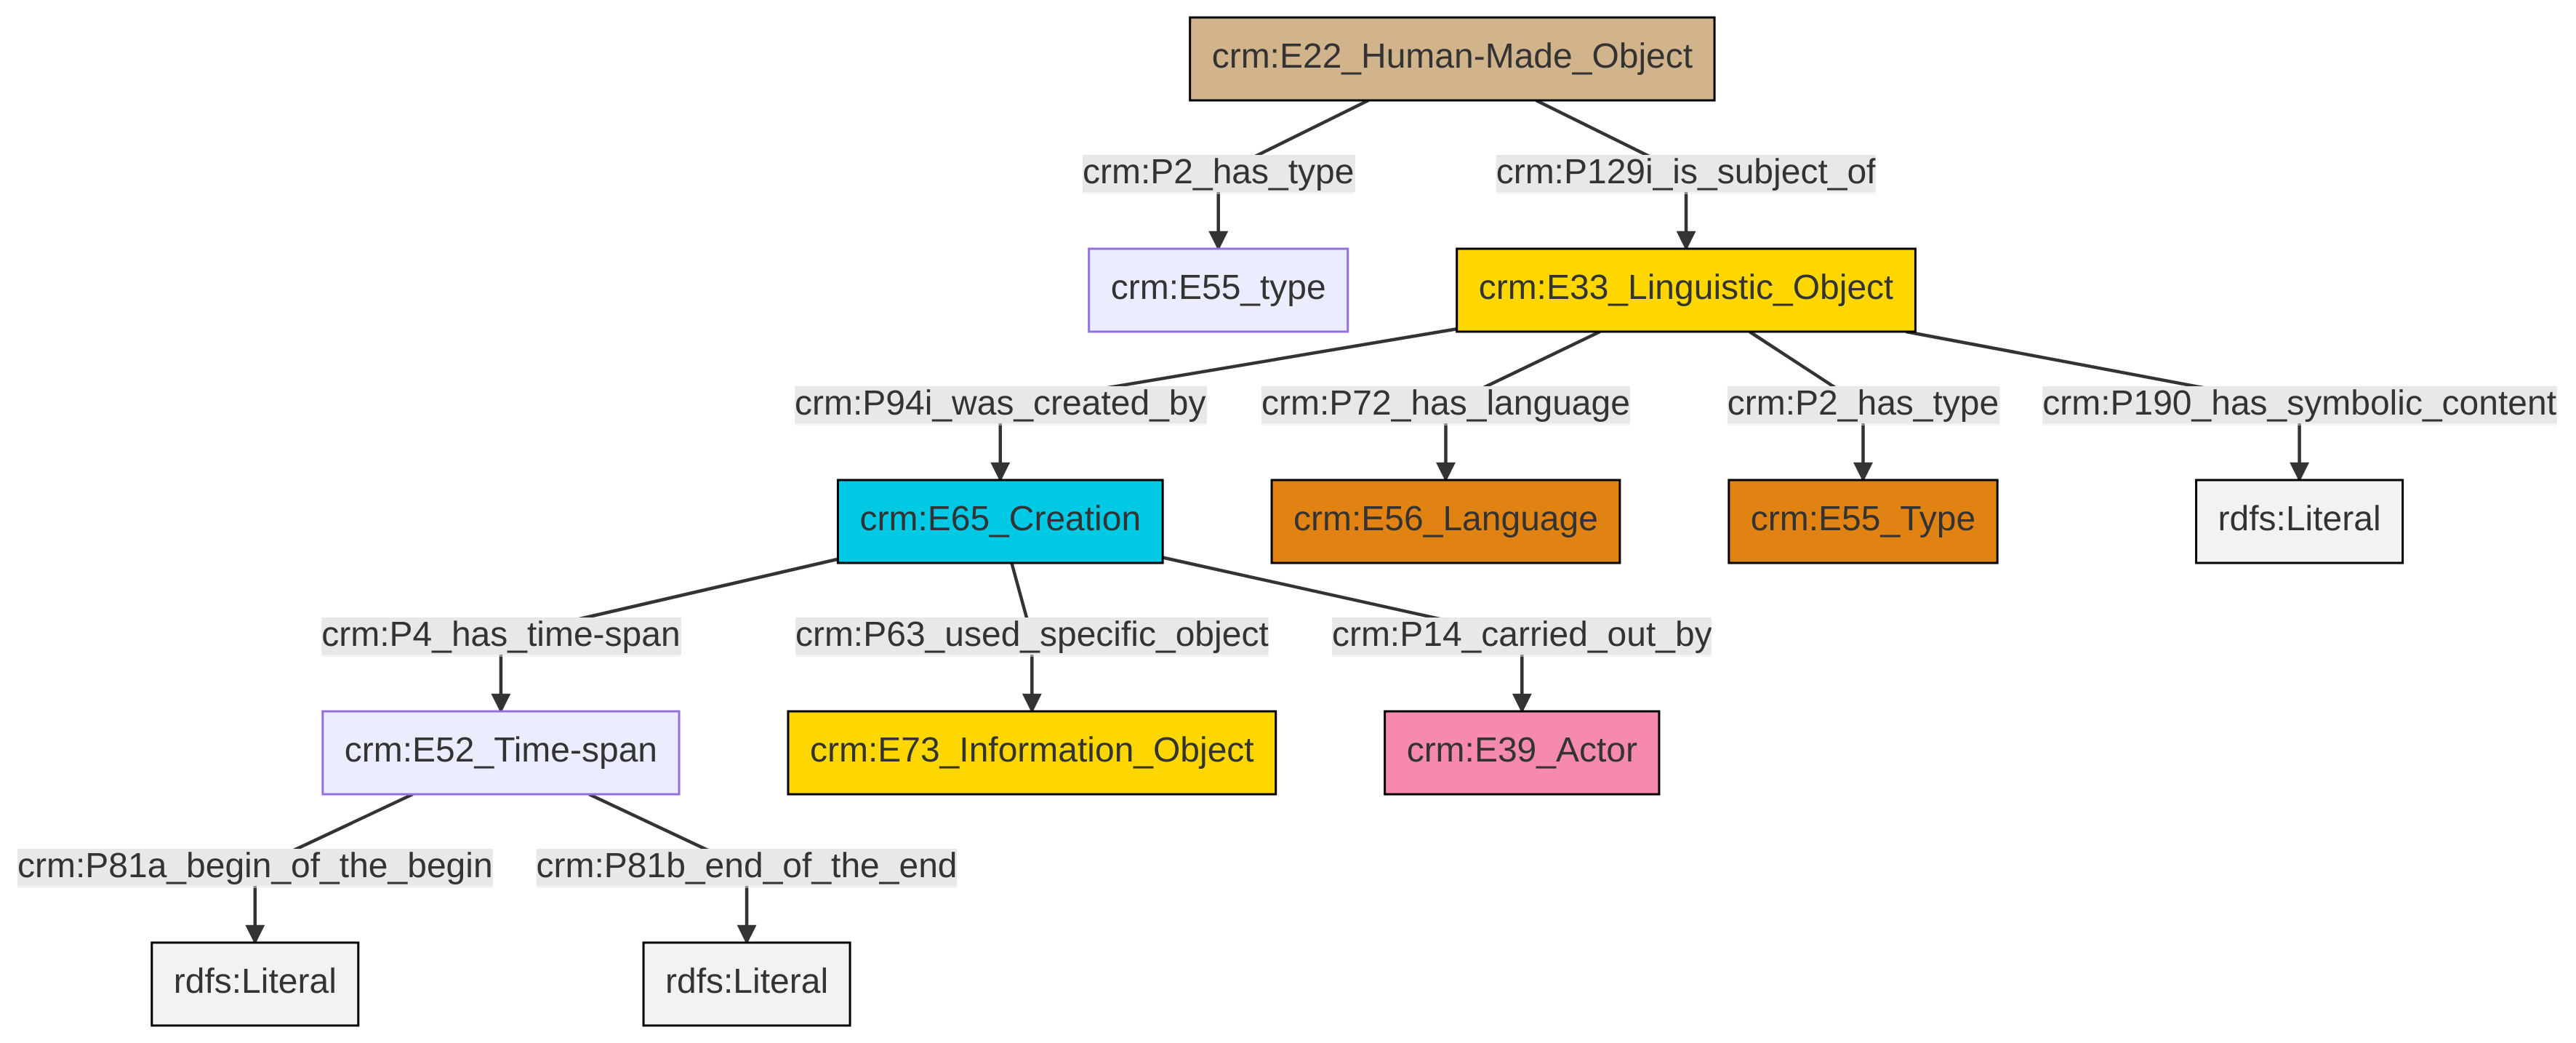 crm:E22_Human-Made_Object
crm:P2_has_type
crm:P129i_is_subject_of
crm:E55_type
crm:E33_Linguistic_Object
crm:P94i_was_created_by
crm:P72_has_language
crm:P2_has_type
crm:P190_has_symbolic_content
crm:E65_Creation
crm:E56_Language
crm:E55_Type
rdfs:Literal
crm:P4_has_time-span
crm:P63_used_specific_object
crm:P14_carried_out_by
crm:E52_Time-span
crm:E73_Information_Object
crm:E39_Actor
crm:P81a_begin_of_the_begin
crm:P81b_end_of_the_end
rdfs:Literal
rdfs:Literal